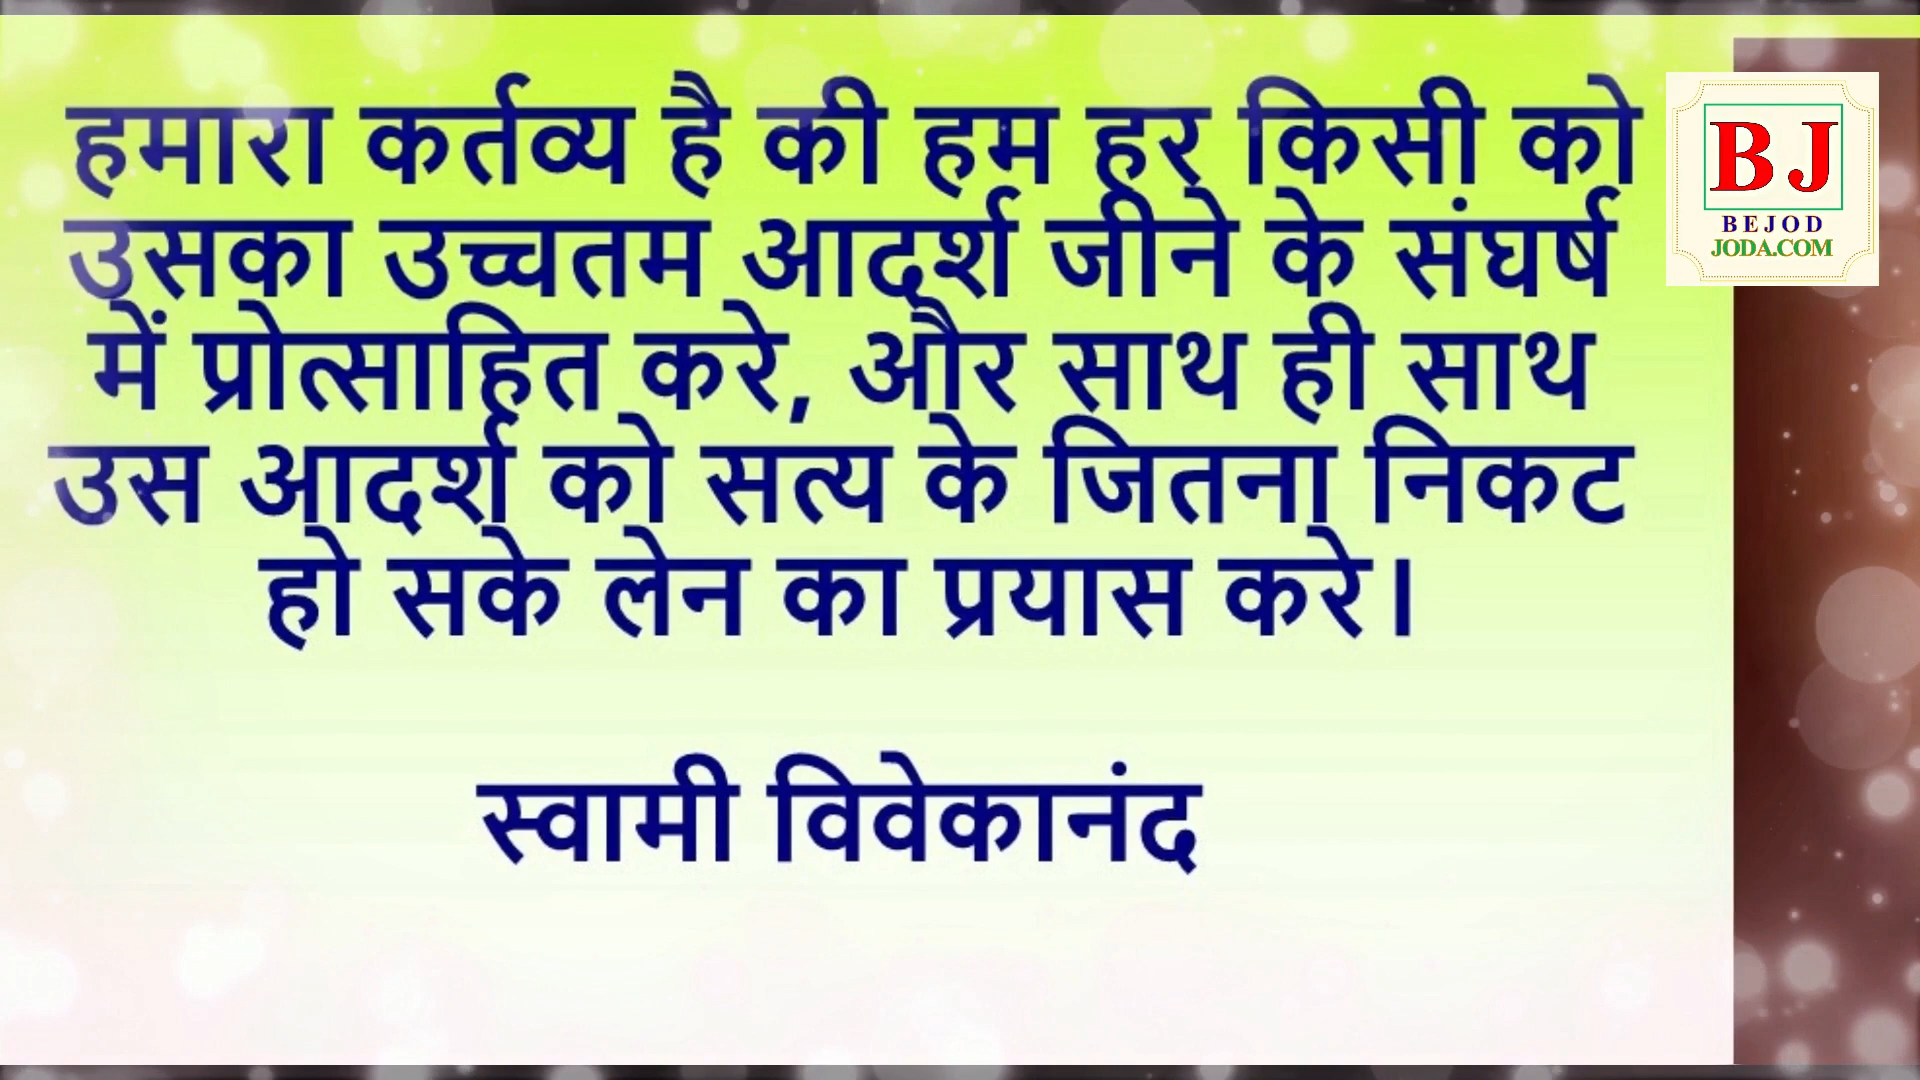 हमारा कर्तव्य है की हम हर किसी को
उसका उच्चतम आदर्श जीने के संघर्ष
में प्रोत्साहित करे, और साथ ही साथ
उस आदर्श को सत्य के जितना निकट
हो सके लेन का प्रयास करे।
स्वामी विवेकानंद
BJ
BEJOD
JODA.COM